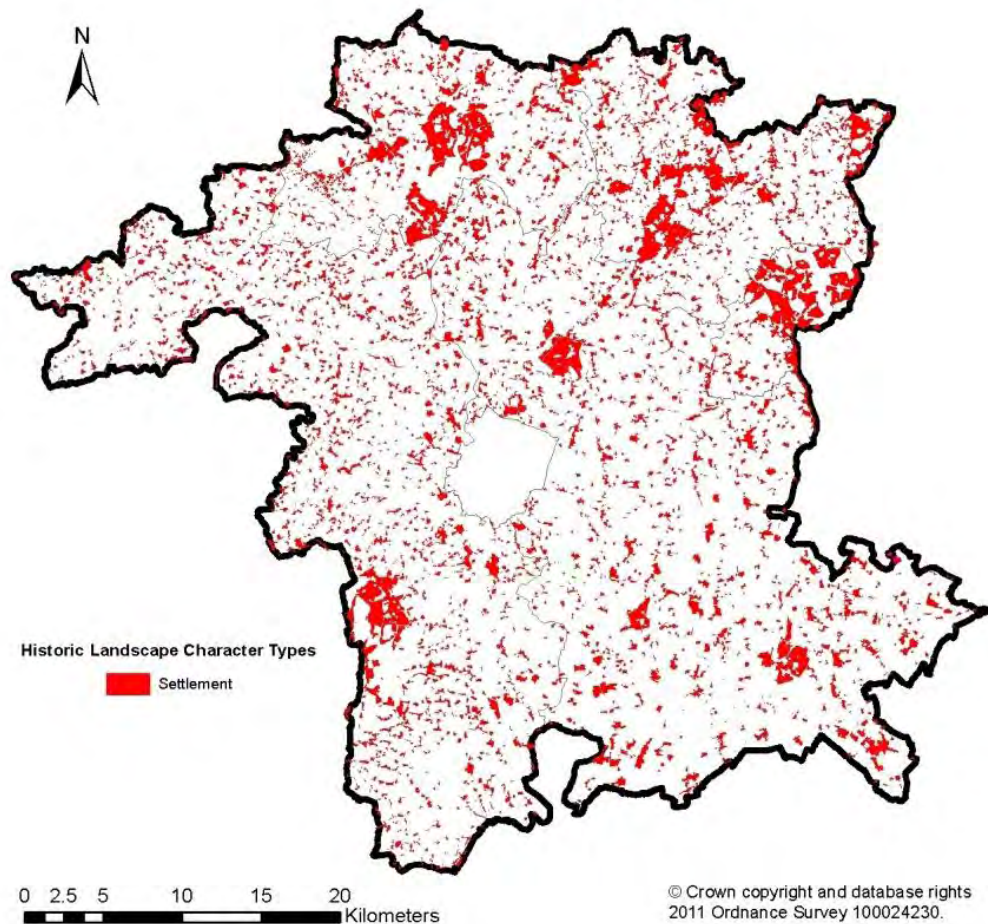 N
Historic Landscape Character Types
Settlement
0 2.5 5 10 15 20
Kilometers
© Crown copyright and database rights
2011 Ordnance Survey 100024230.